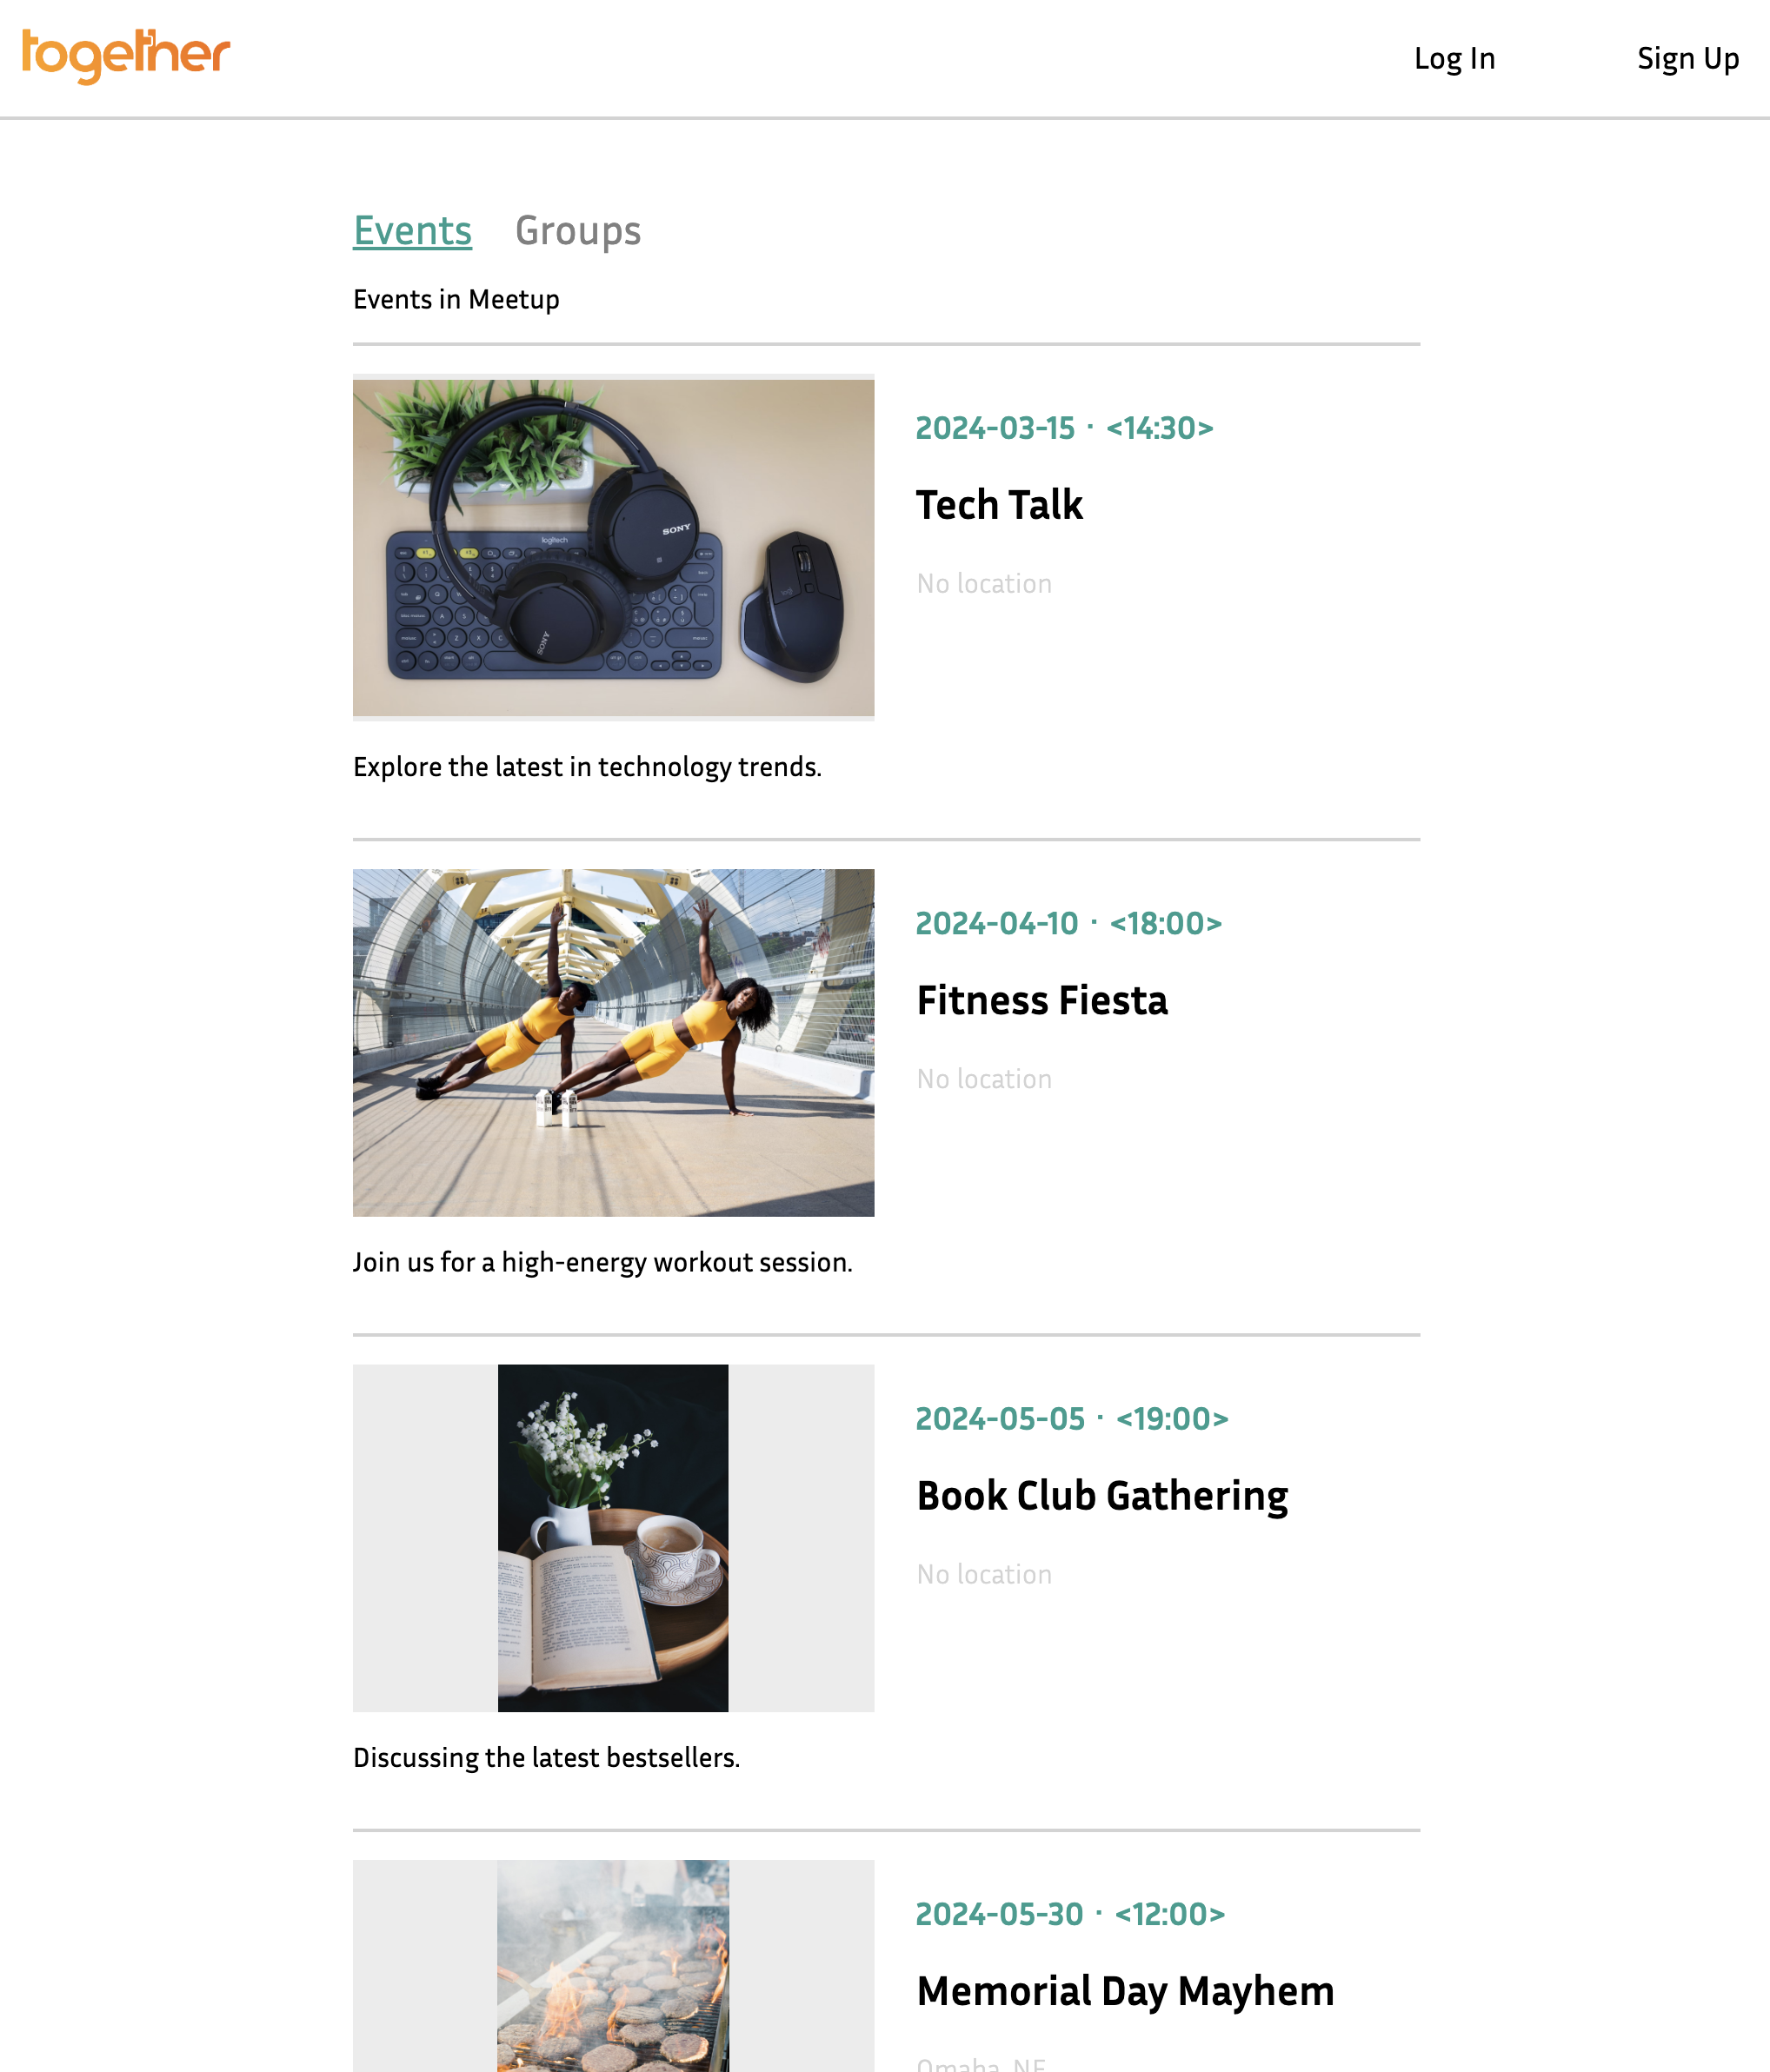 together
Log In
Sign Up
Events
Groups
Events in Meetup
SONY
logitech
SONY
2024-03-15 · <14:30>
Tech Talk
No location
Explore the latest in technology trends.
2024-04-10 · <18:00>
Fitness Fiesta
No location
Join us for a high-energy workout session.
2024-05-05 · <19:00>
Book Club Gathering
No location
Discussing the latest bestsellers.
2024-05-30 · <12:00>
Memorial Day Mayhem
Omaha, NE